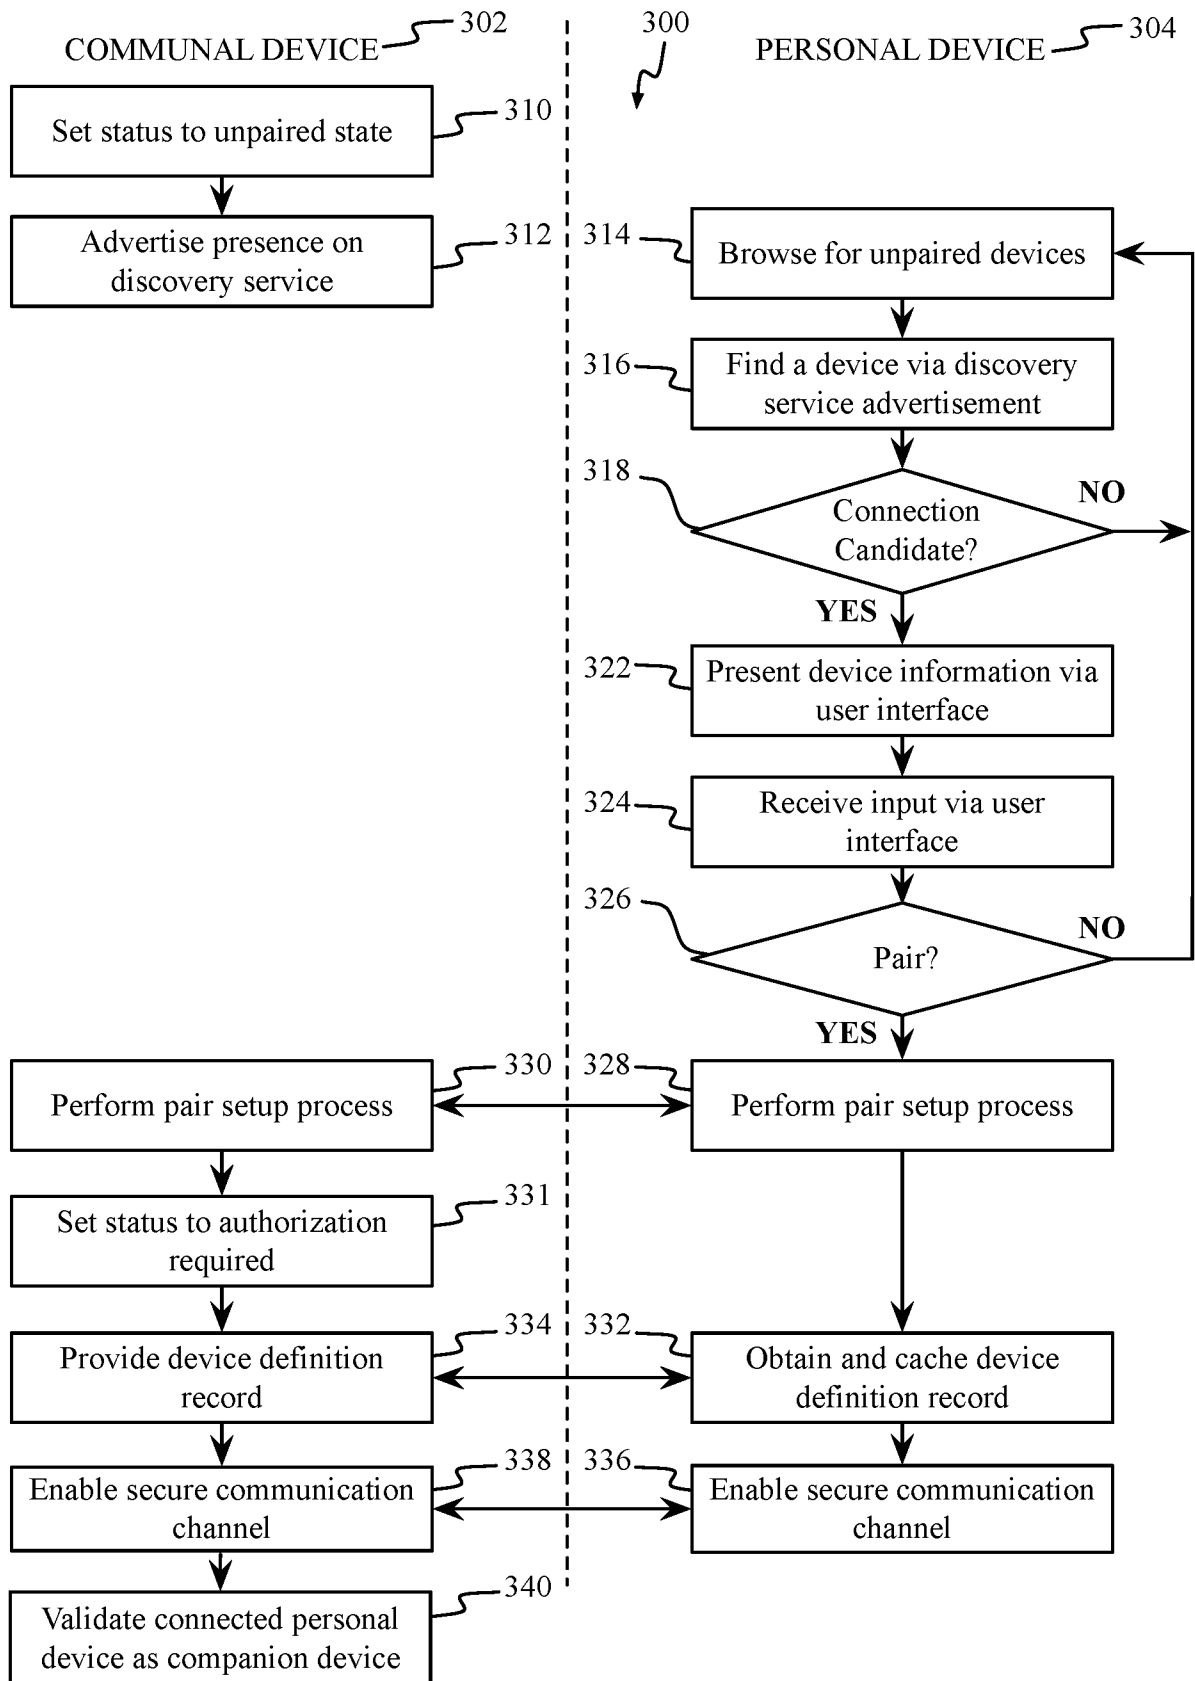 COMMUNAL DEVICE
302
300
PERSONAL DEVICE
304
Set status to unpaired state
310
Advertise presence on
discovery service
312
314
Browse for unpaired devices
316
Find a device via discovery
service advertisement
318
Connection
Candidate?
NO
YES
322
Present device information via
user interface
324
Receive input via user
interface
326
Pair?
NO
YES
Perform pair setup process
330
328
Perform pair setup process
Set status to authorization
required
331
Provide device definition
record
334
332
Obtain and cache device
definition record
Enable secure communication
channel
338
336
Enable secure communication
channel
Validate connected personal
device as companion device
340